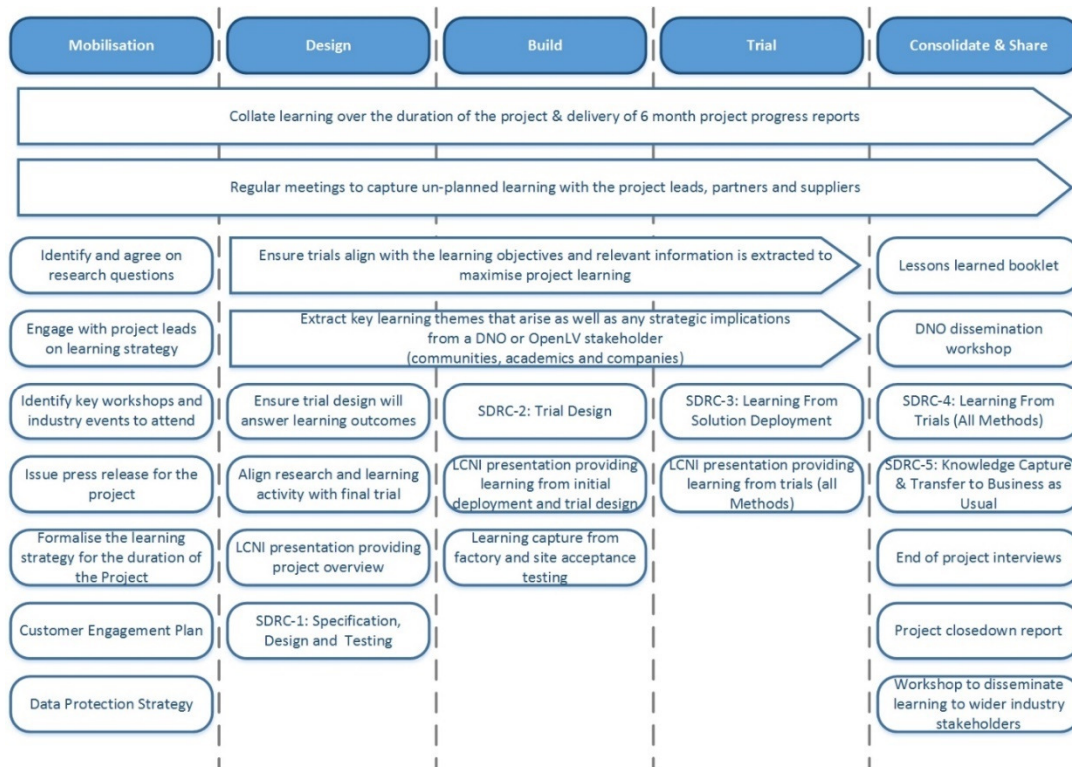 Mobilisation
Design
Build
Trial
Consolidate & Share
Collate learning over the duration of the project & delivery of 6 month project progress reports
Regular meetings to capture un-planned learning with the project leads, partners and suppliers
Identify and agree on
research questions
Ensure trials align with the learning objectives and relevant information is extracted to
maximise project learning
Lessons learned booklet
Engage with project leads
on learning strategy
Extract key learning themes that arise as well as any strategic implications
from a DNO or OpenLV stakeholder
(communities, academics and companies)
DNO dissemination
workshop
Identify key workshops and
industry events to attend
Ensure trial design will
answer learning outcomes
SDRC-2: Trial Design
SDRC-3: Learning From
Solution Deployment
SDRC-4: Learning From
Trials (All Methods)
Issue press release for the
project
Align research and learning
activity with final trial
LCNI presentation providing
learning from initial
deployment and trial design
LCNI presentation providing
learning from trials (all
Methods)
SDRC-5: Knowledge Capture
& Transfer to Business as
Usual
Formalise the learning
strategy for the duration of
the Project
LCNI presentation providing
project overview
Learning capture from
factory and site acceptance
testing
End of project interviews
Customer Engagement Plan
SDRC-1: Specification,
Design and Testing
Project closedown report
Data Protection Strategy
Workshop to disseminate
learning to wider industry
stakeholders